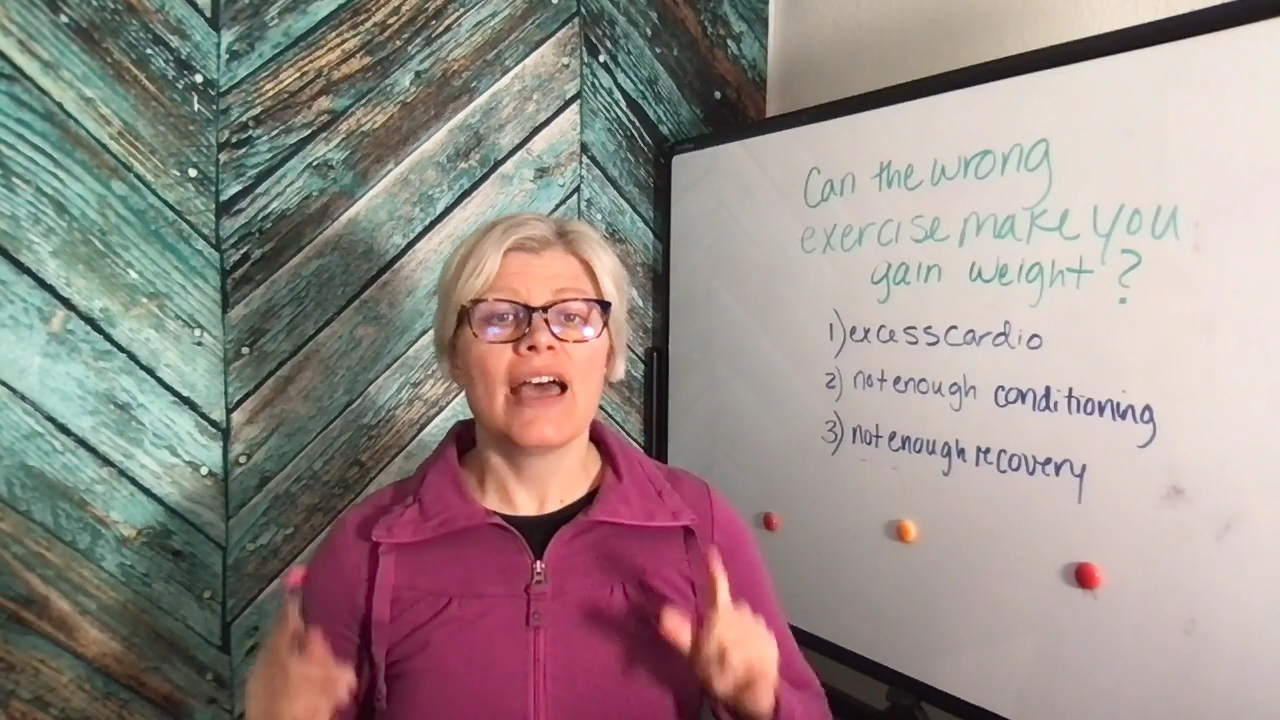 Can the wrong
exercise make you
gain weight?
1) excess cardio
2) not enough conditioning
3) not enough recovery